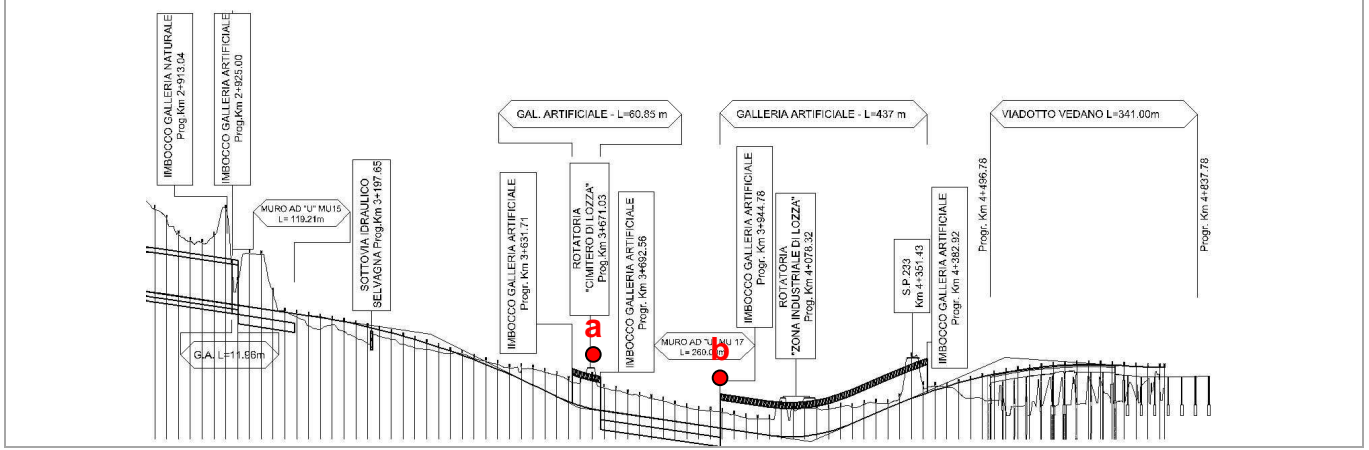 IMBOCCO GALLERIA NATURALE
Prog.Km 2+913.04
IMBOCCO GALLERIA ARTIFICIALE
Prog.Km 2+925.00
MURO AD "U" MU15
L= 119.21m
G.A. L=11.96m
SOTTOVIA IDRAULICO
SELVAGNA Prog.Km 3+197.65
GAL. ARTIFICIALE - L=60.85 m
IMBOCCO GALLERIA ARTIFICIALE
Progr. Km 3+631.71
ROTATORIA
"CIMITERO DI LOZZA"
Prog.Km 3+671.03
IMBOCCO GALLERIA ARTIFICIALE
Progr. Km 3+692.56
a
MURO AD "U" MU 17
L= 260.0
b
GALLERIA ARTIFICIALE - L=437 m
IMBOCCO GALLERIA ARTIFICIALE
Progr. Km 3+944.78
ROTATORIA
"ZONA INDUSTRIALE DI LOZZA"
Prog. Km 4+078.32
S.P 233
Km 4+351.43
IMBOCCO GALLERIA ARTIFICIALE
Progr. Km 4+382.92
VIADOTTO VEDANO L=341.00m
Progr. Km 4+496.78
Progr. Km 4+837.78